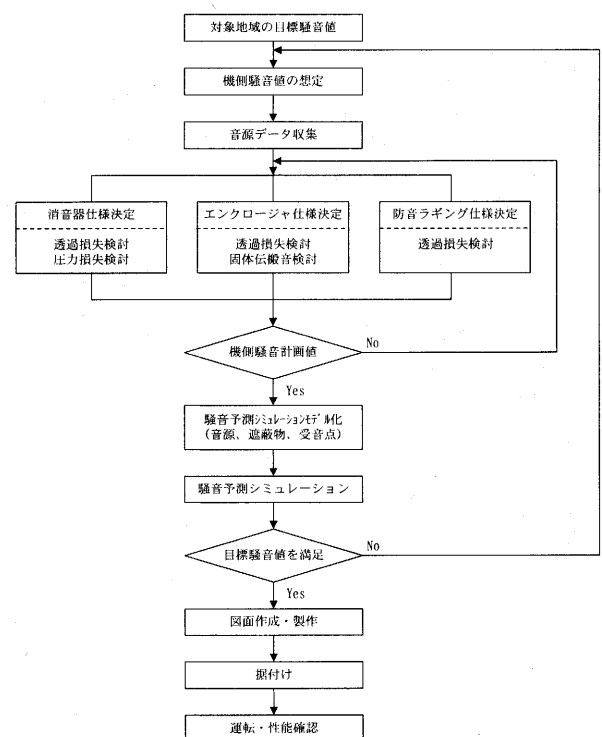 対象地域の目標騒音値
機側騒音値の想定
音源データ収集
消音器仕様決定
透過損失検討
圧力損失検討
エンクロージャ仕様決定
透過損失検討
固体伝搬音検討
防音ラギング仕様決定
透過損失検討
機側騒音計画値
No
Yes
騒音予測ｼﾐｭﾚｰｼｮﾝﾓﾃﾞﾙ化
(音源、遮蔽物、受音点)
騒音予測シミュレーション
目標騒音値を満足
No
Yes
図面作成・製作
据付け
運転・性能確認